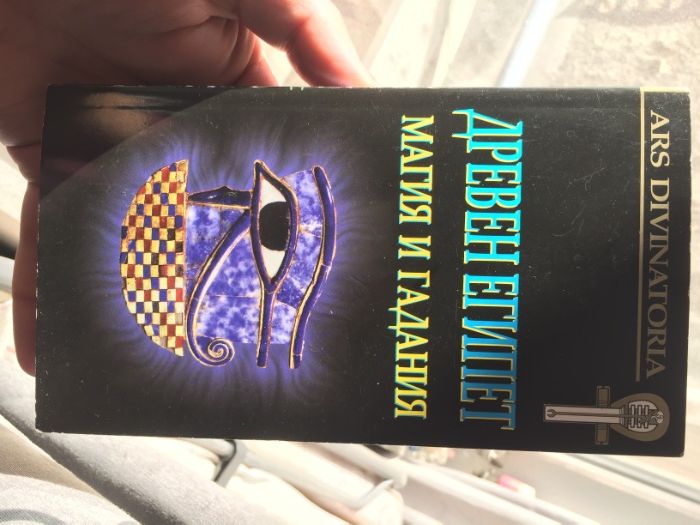 ARS DIVINATORIA
ДРЕВЕН ЕГИПЕТ
МАГИЯ И ГАДАНИЯ